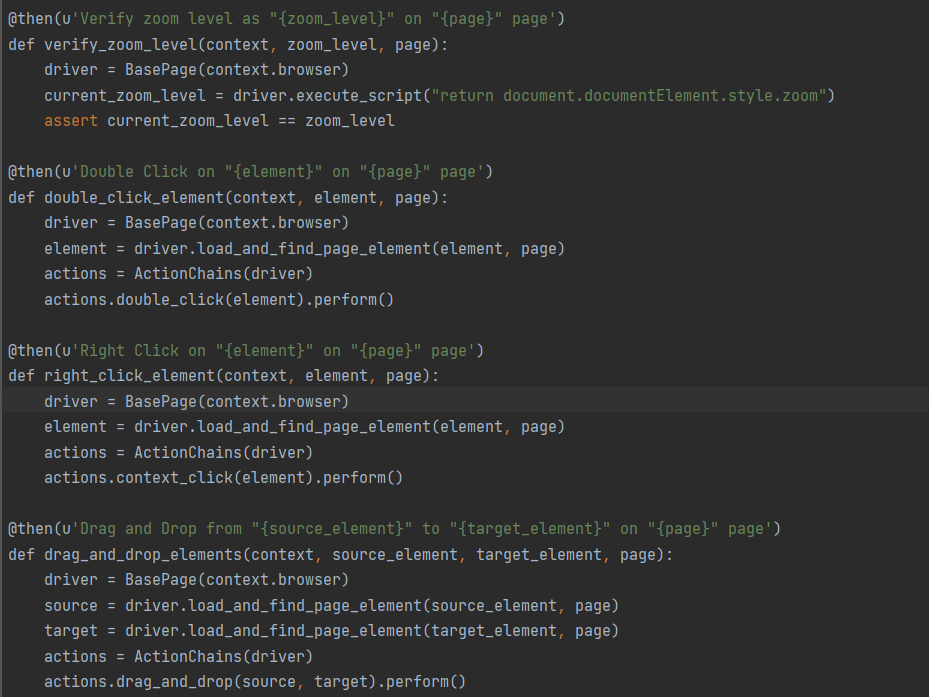 @then(u'Verify zoom level as "{zoom_level}" on "{page}" page')
def verify_zoom_level(context, zoom_level, page):
    driver = BasePage(context.browser)
    current_zoom_level = driver.execute_script("return document.documentElement.style.zoom")
    assert current_zoom_level == zoom_level

@then(u'Double Click on "{element}" on "{page}" page')
def double_click_element(context, element, page):
    driver = BasePage(context.browser)
    element = driver.load_and_find_page_element(element, page)
    actions = ActionChains(driver)
    actions.double_click(element).perform()

@then(u'Right Click on "{element}" on "{page}" page')
def right_click_element(context, element, page):
    driver = BasePage(context.browser)
    element = driver.load_and_find_page_element(element, page)
    actions = ActionChains(driver)
    actions.context_click(element).perform()

@then(u'Drag and Drop from "{source_element}" to "{target_element}" on "{page}" page')
def drag_and_drop_elements(context, source_element, target_element, page):
    driver = BasePage(context.browser)
    source = driver.load_and_find_page_element(source_element, page)
    target = driver.load_and_find_page_element(target_element, page)
    actions = ActionChains(driver)
    actions.drag_and_drop(source, target).perform()